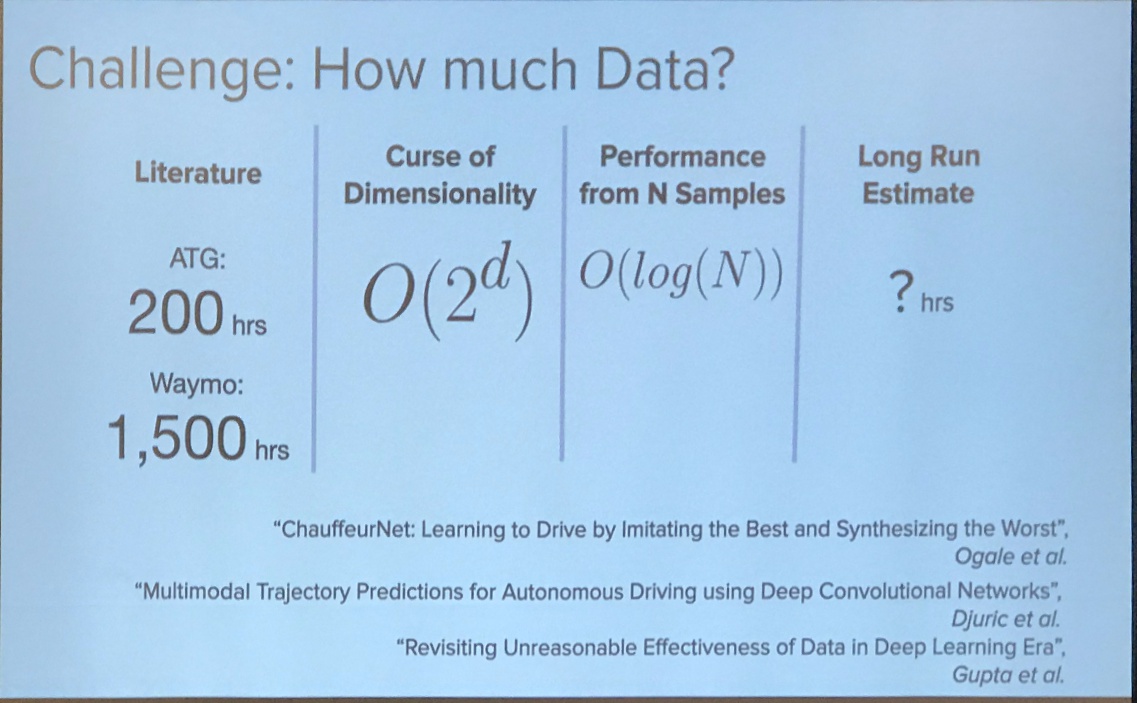 Challenge: How much Data?
Literature
ATG:
200 hrs
Waymo:
1,500 hrs
Curse of
Dimensionality
O(2^d)
Performance
from N Samples
O(log(N))
Long Run
Estimate
? hrs
“ChauffeurNet: Learning to Drive by Imitating the Best and Synthesizing the Worst”,
Ogale et al.
“Multimodal Trajectory Predictions for Autonomous Driving using Deep Convolutional Networks”,
Djuric et al.
“Revisiting Unreasonable Effectiveness of Data in Deep Learning Era”,
Gupta et al.